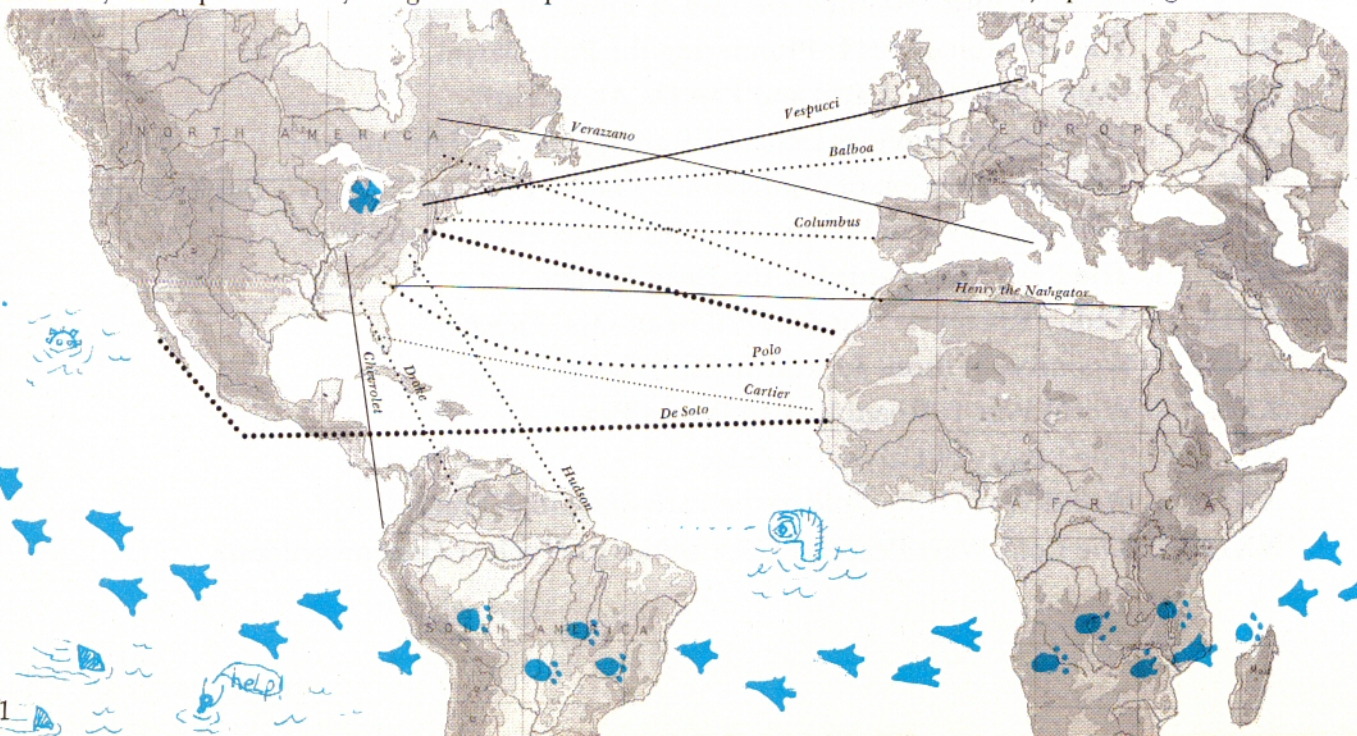 NORTH AMERICA
EUROPE
Vespucci
Verazzano
Balboa
Columbus
Henry the Navigator
Polo
Chevrolet
Drake
Cartier
De Soto
Hudson
AFRICA
SOUTH AMERICA
help!
1